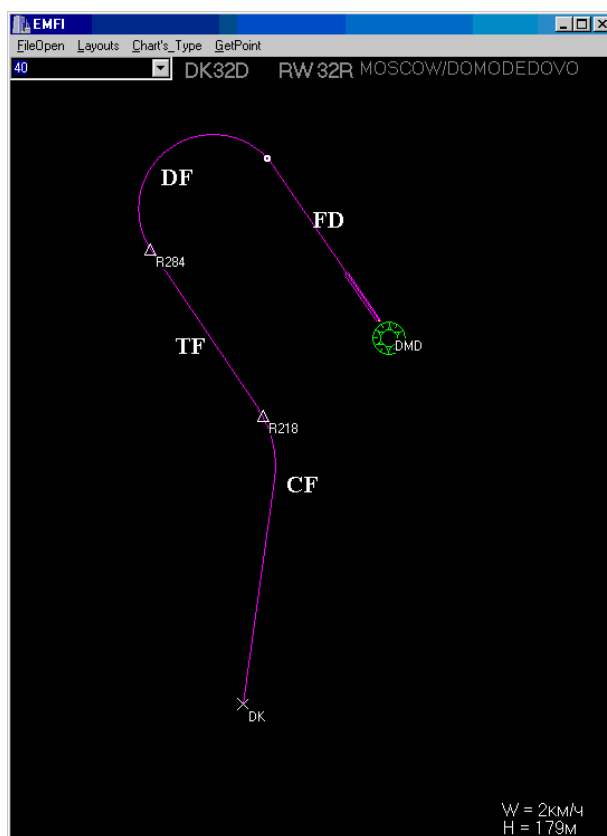 EMFI
FileOpen Layouts Chart's_Type GetPoint
40 DK32D RW 32R MOSCOW/DOMODEDOVO
DF
FD
R284
DMD
TF
R218
CF
DK
W = 2км/ч
H = 179м